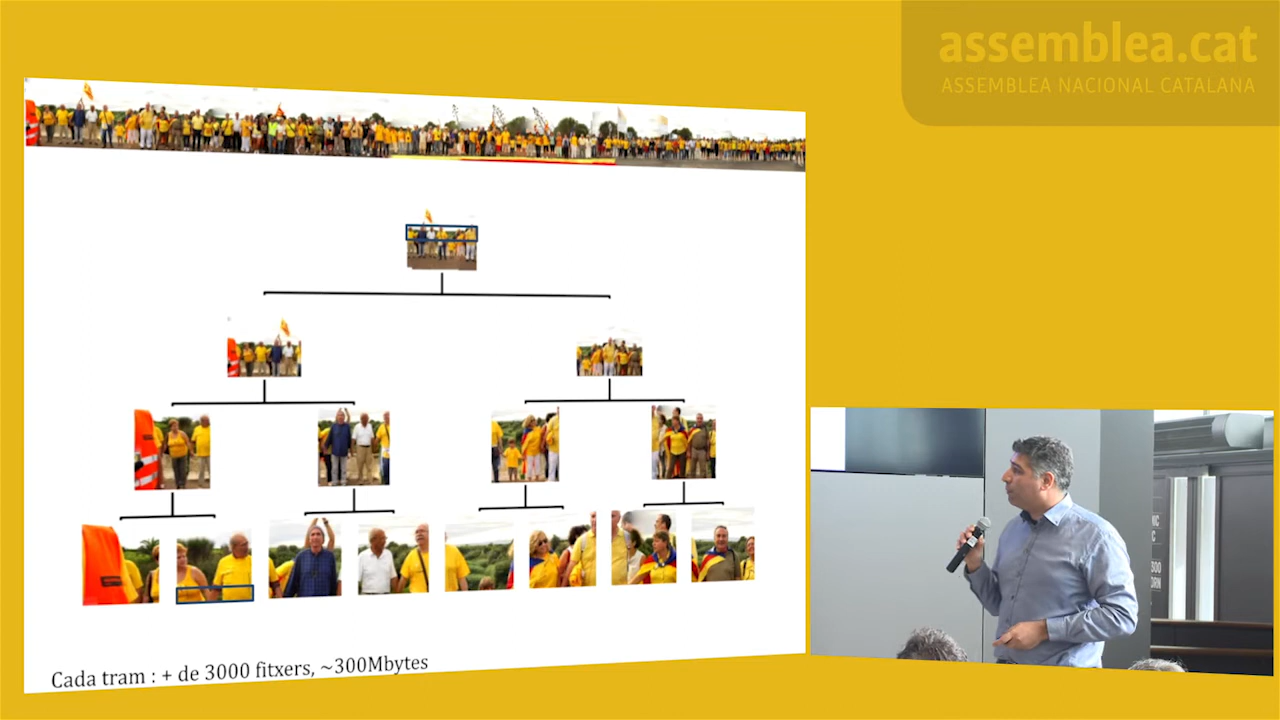 assemblea.cat
ASSEMBLEA NACIONAL CATALANA
Cada tram : + de 3000 fitxers, ~300Mbytes